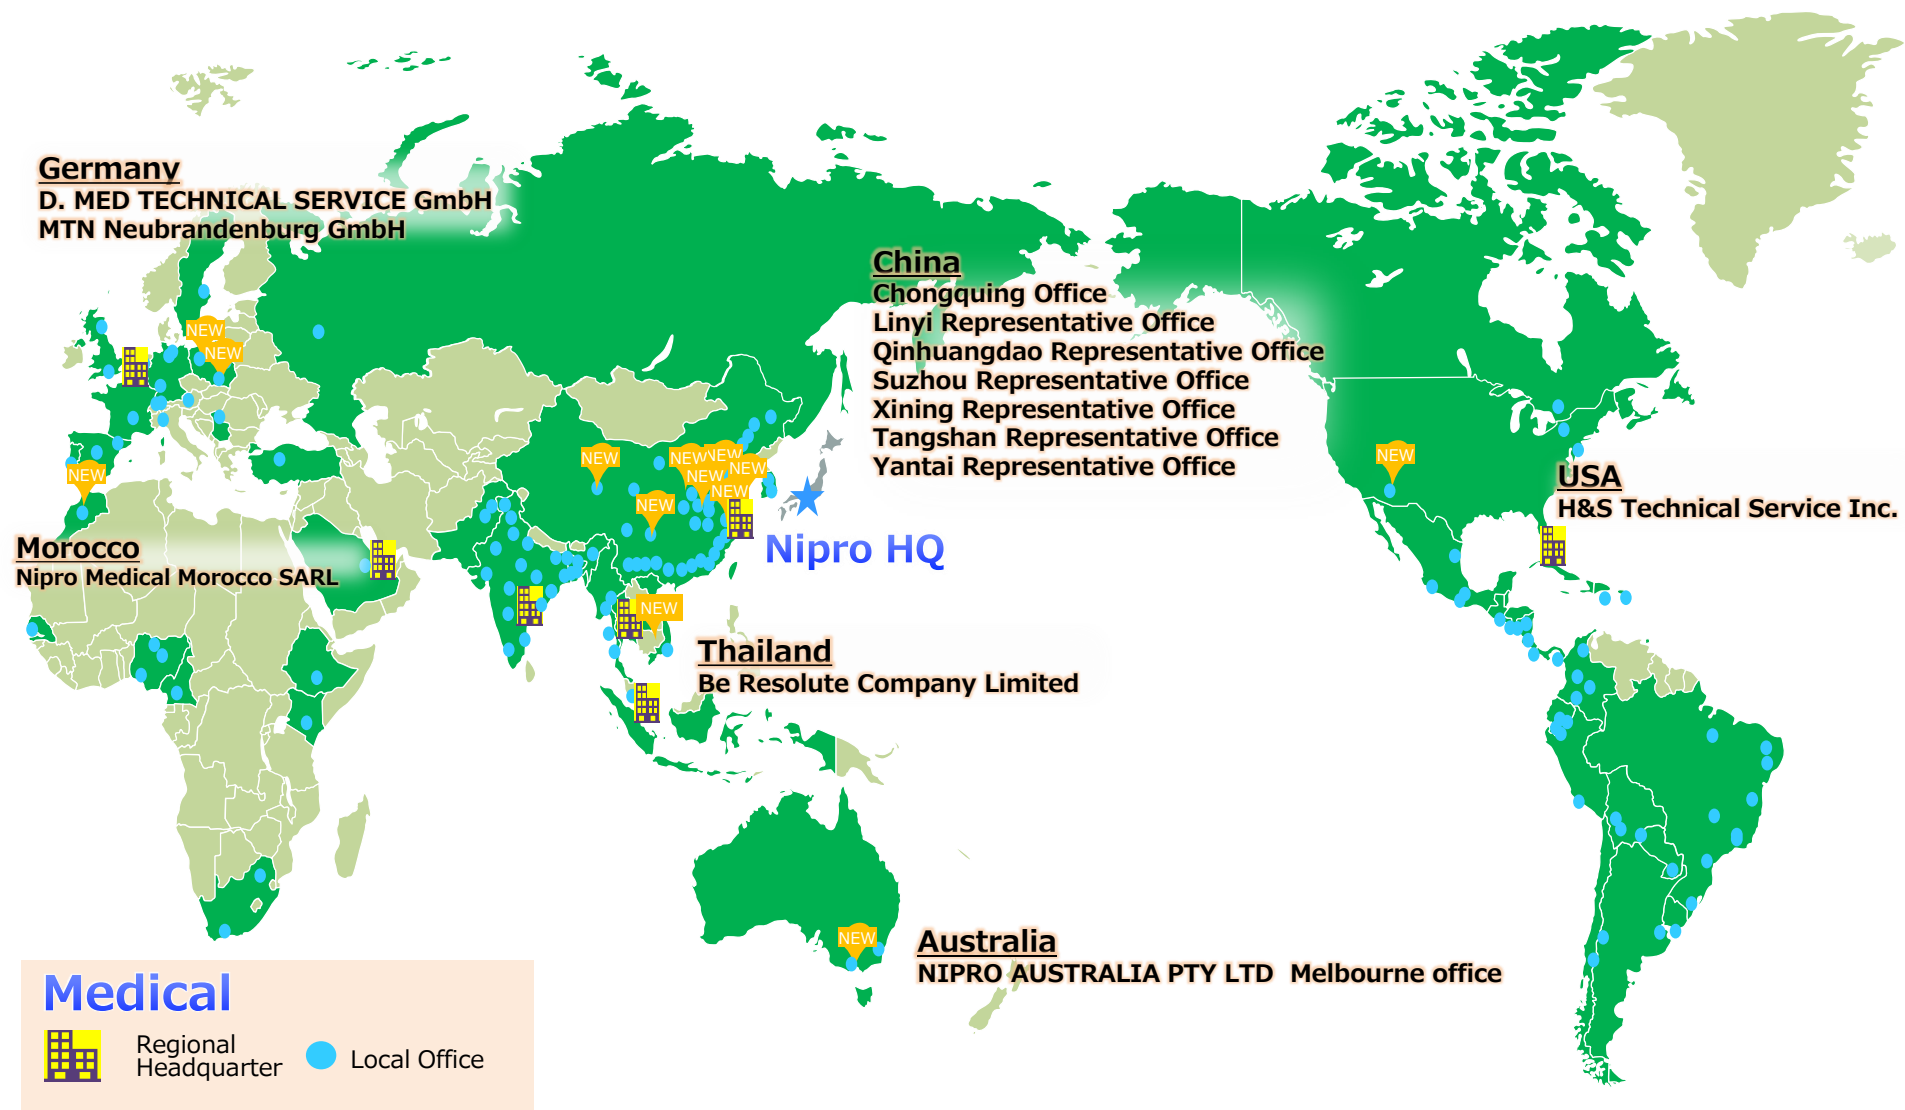 Germany
D. MED TECHNICAL SERVICE GmbH
MTN Neubrandenburg GmbH
China
Chongquing Office
Linyi Representative Office
Qinhuangdao Representative Office
Suzhou Representative Office
Xining Representative Office
Tangshan Representative Office
Yantai Representative Office
NEW
NEW
NEW
NEW
NEW
NEW
NEW
NEW
NEW
NEW
NEW
USA
H&S Technical Service Inc.
NEW
Nipro HQ
Morocco
Nipro Medical Morocco SARL
NEW
Thailand
Be Resolute Company Limited
NEW
Australia
NIPRO AUSTRALIA PTY LTD Melbourne office
Medical
Regional
Headquarter
Local Office